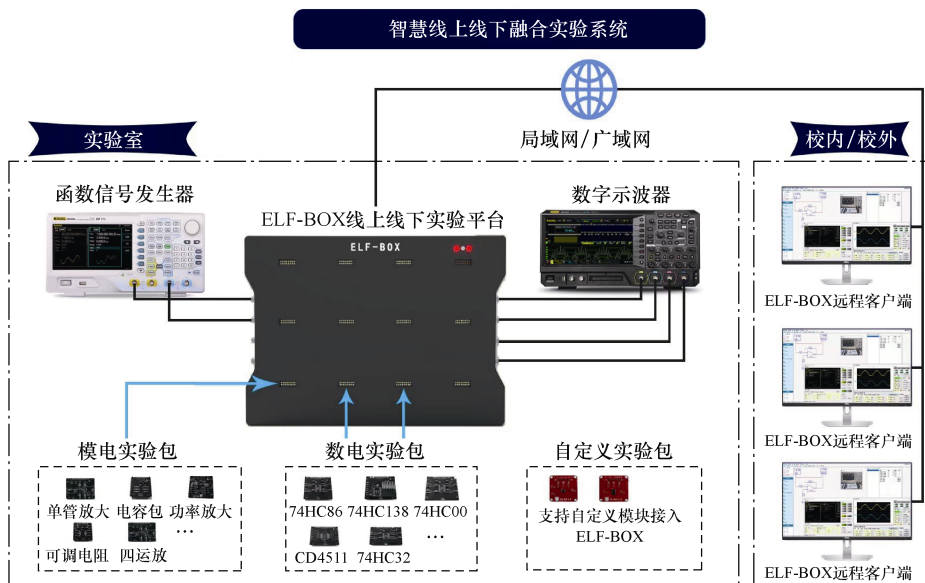 智慧线上线下融合实验系统
局域网/广域网
实验室
校内/校外
函数信号发生器
数字示波器
ELF-BOX线上线下实验平台
ELF-BOX
ELF-BOX远程客户端
ELF-BOX远程客户端
ELF-BOX远程客户端
模电实验包
数电实验包
自定义实验包
单管放大 电容包 功率放大
可调电阻 四运放 …
74HC86 74HC138 74HC00
CD4511 74HC32 …
支持自定义模块接入
ELF-BOX